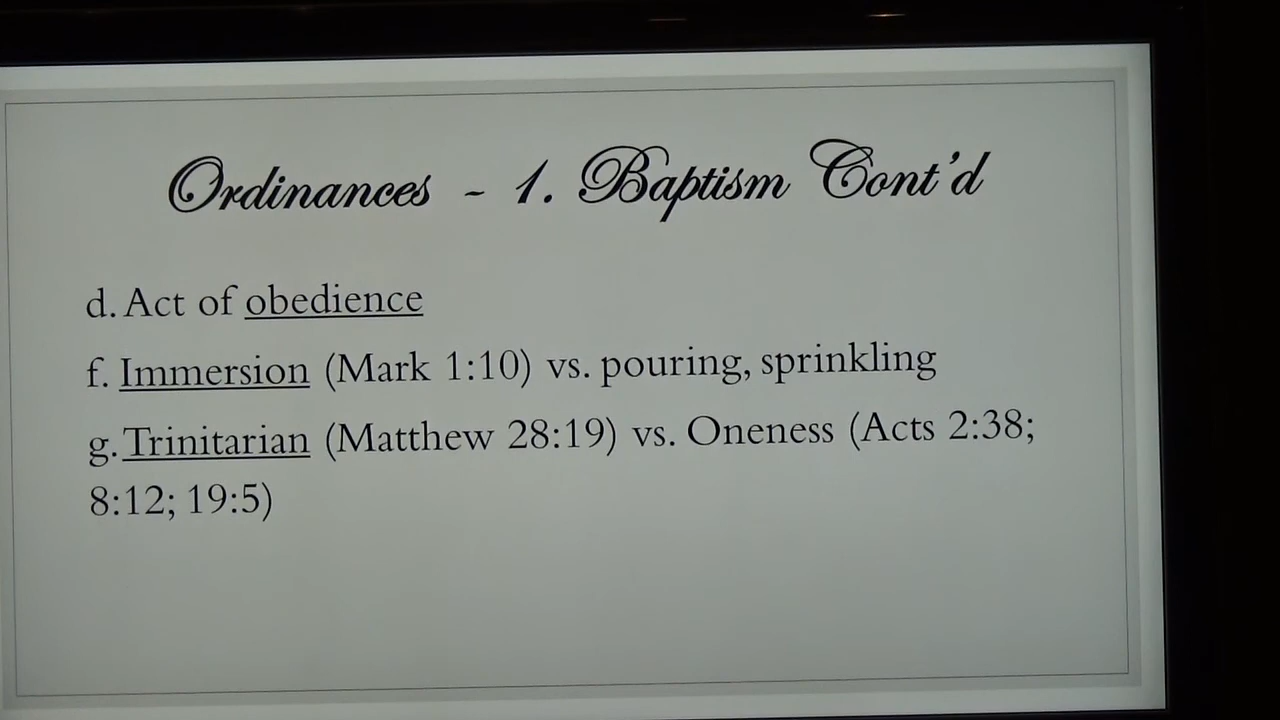 Ordinances - 1. Baptism Cont'd
d. Act of obedience
f. Immersion (Mark 1:10) vs. pouring, sprinkling
g. Trinitarian (Matthew 28:19) vs. Oneness (Acts 2:38;
8:12; 19:5)